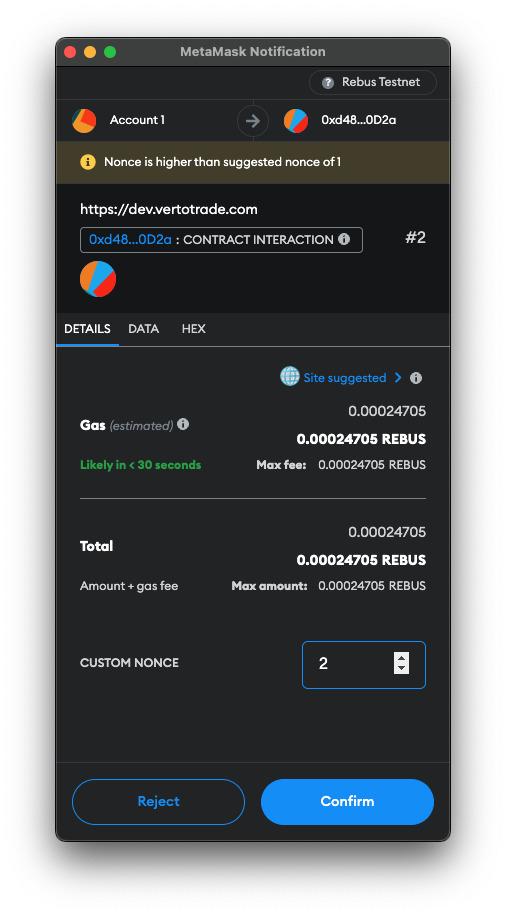 MetaMask Notification
Rebus Testnet
Account 1
0xd48...0D2a
Nonce is higher than suggested nonce of 1
https://dev.vertotrade.com
0xd48...0D2a : CONTRACT INTERACTION
#2
DETAILS DATA HEX
Site suggested
0.00024705
Gas (estimated)
0.00024705 REBUS
Likely in < 30 seconds
Max fee: 0.00024705 REBUS
0.00024705
Total
0.00024705 REBUS
Amount + gas fee
Max amount: 0.00024705 REBUS
CUSTOM NONCE
2
Reject
Confirm